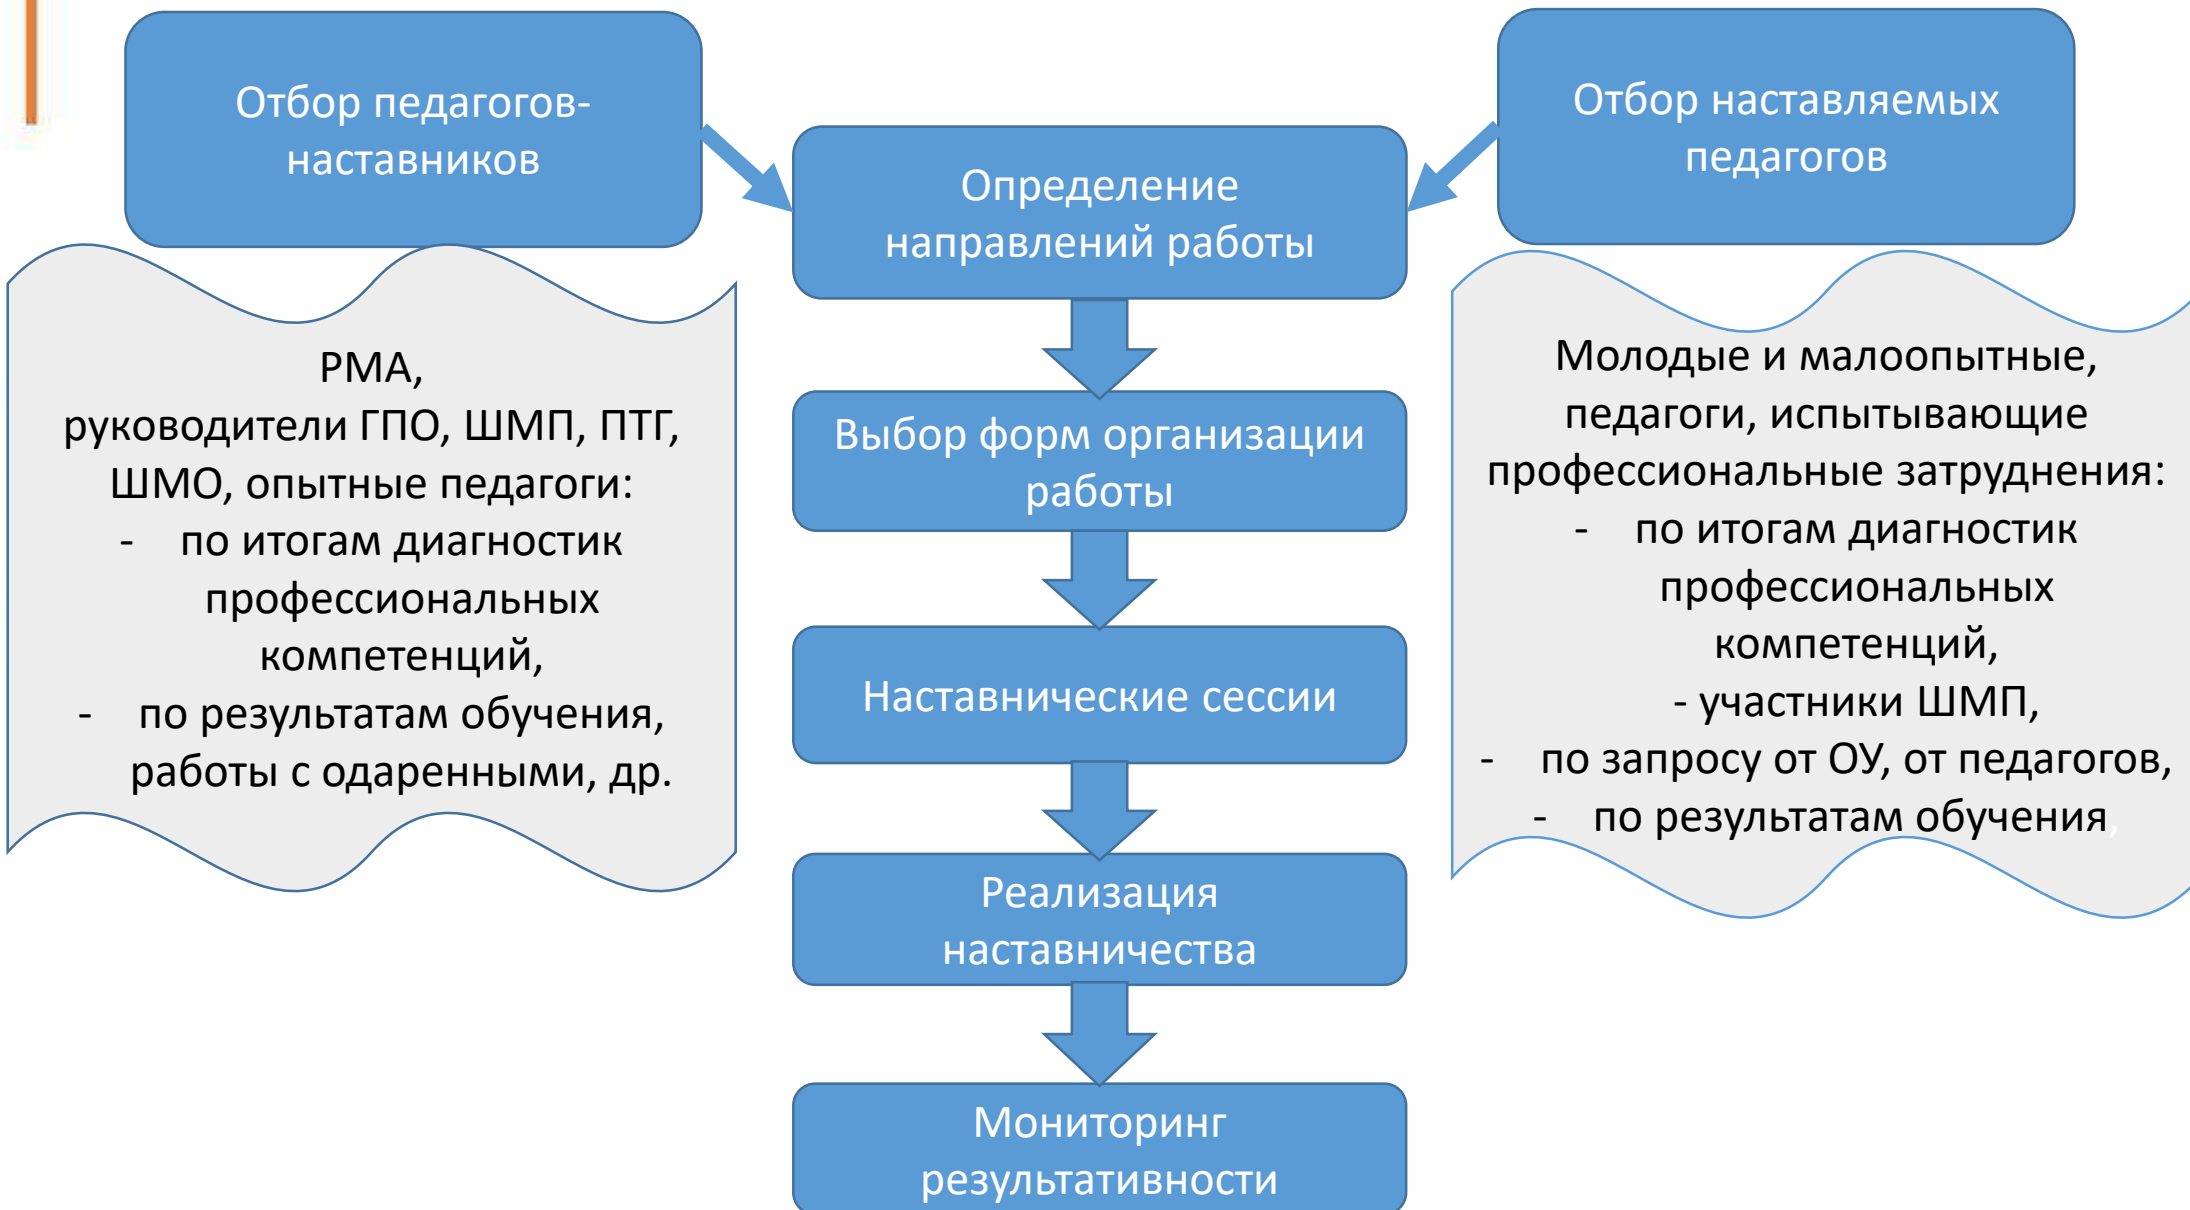 Отбор педагогов-
наставников
РМА,
руководители ГПО, ШМП, ПТГ,
ШМО, опытные педагоги:
- по итогам диагностик
профессиональных
компетенций,
- по результатам обучения,
работы с одаренными, др.
Определение
направлений работы
Выбор форм организации
работы
Наставнические сессии
Реализация
наставничества
Мониторинг
результативности
Отбор наставляемых
педагогов
Молодые и малоопытные,
педагоги, испытывающие
профессиональные затруднения:
- по итогам диагностик
профессиональных
компетенций,
- участники ШМП,
- по запросу от ОУ, от педагогов,
- по результатам обучения,